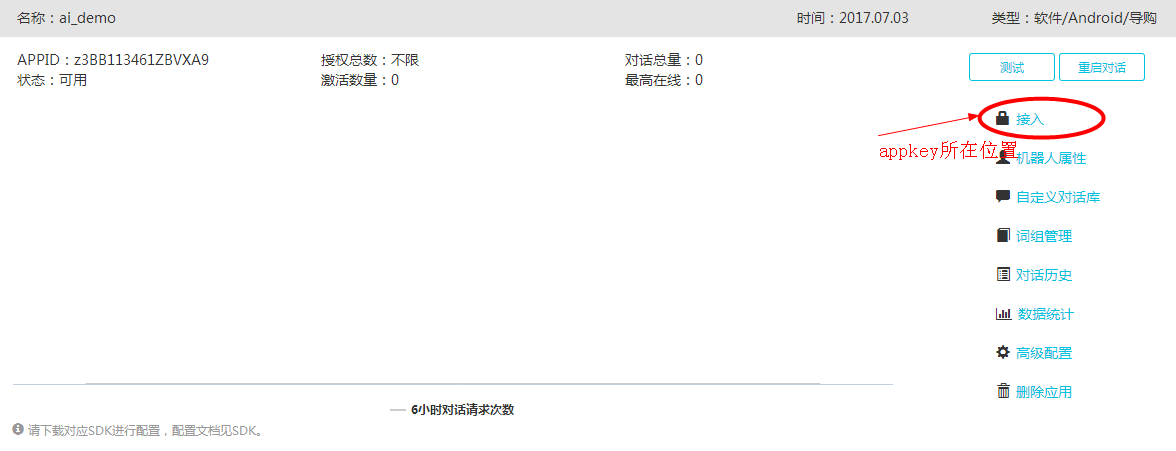 名称：ai_demo 时间：2017.07.03 类型：软件/Android/导购
APPID：z3BB113461ZBVXA9 授权总数：不限 对话总量：0 测试 重启对话
状态：可用 激活数量：0 最高在线：0
接入
appkey所在位置
机器人属性
自定义对话库
词组管理
对话历史
数据统计
高级配置
删除应用
6小时对话请求次数
请下载对应SDK进行配置，配置文档见SDK。